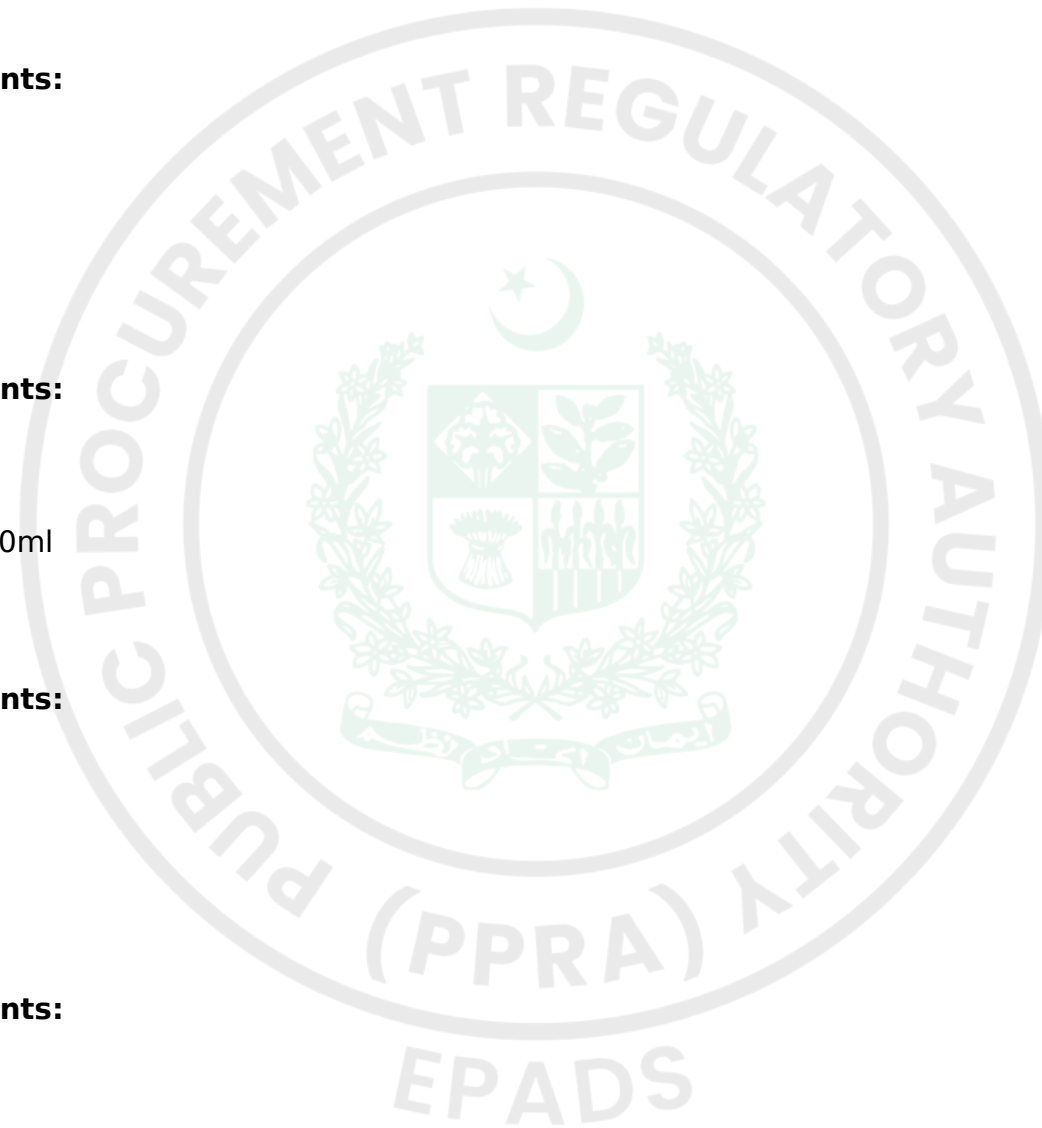 nts:
nts:
0ml
nts:
nts:
PUBLIC PROCUREMENT REGULATORY AUTHORITY
(PPRA)
EPADS